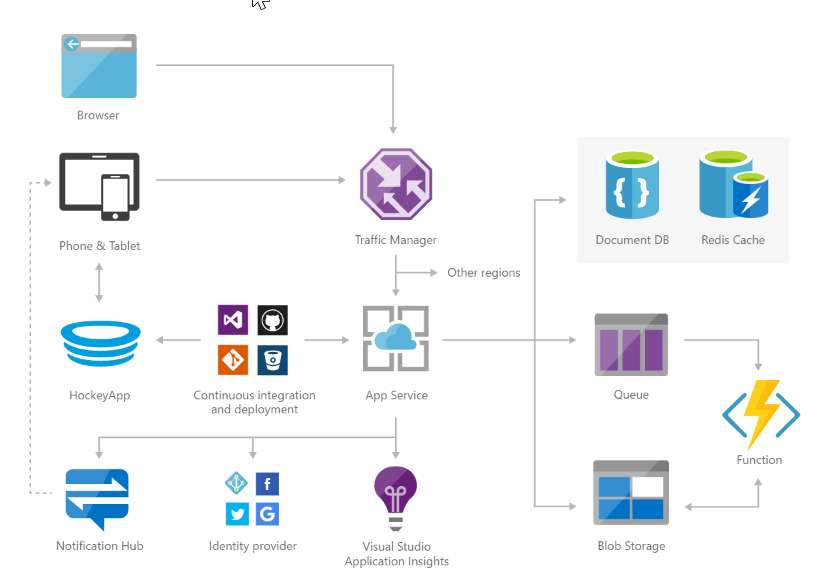 Browser
Phone & Tablet
Traffic Manager
Document DB
Redis Cache
Other regions
HockeyApp
Continuous integration
and deployment
App Service
Queue
Function
Notification Hub
Identity provider
Visual Studio
Application Insights
Blob Storage